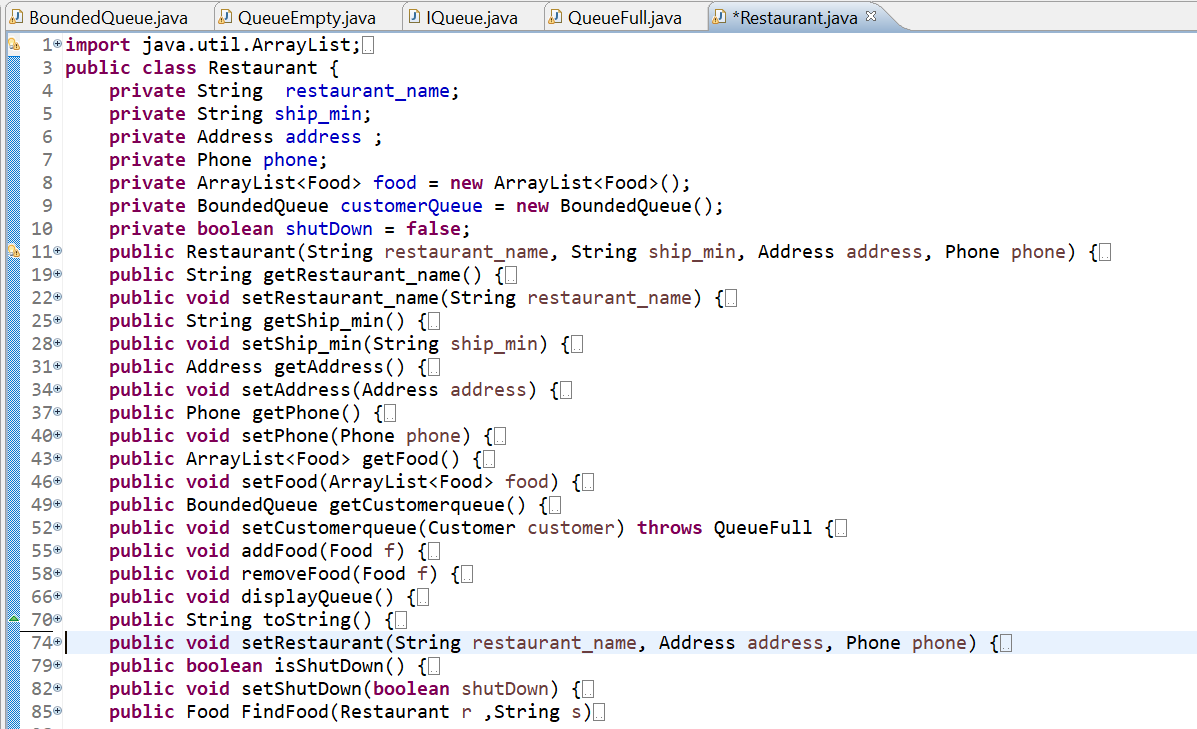 BoundedQueue.java QueueEmpty.java IQueue.java QueueFull.java *Restaurant.java
1 import java.util.ArrayList;
3 public class Restaurant {
4 private String  restaurant_name;
5 private String ship_min;
6 private Address address ;
7 private Phone phone;
8 private ArrayList<Food> food = new ArrayList<Food>();
9 private BoundedQueue customerQueue = new BoundedQueue();
10 private boolean shutDown = false;
11 public Restaurant(String restaurant_name, String ship_min, Address address, Phone phone) {
19 public String getRestaurant_name() {
22 public void setRestaurant_name(String restaurant_name) {
25 public String getShip_min() {
28 public void setShip_min(String ship_min) {
31 public Address getAddress() {
34 public void setAddress(Address address) {
37 public Phone getPhone() {
40 public void setPhone(Phone phone) {
43 public ArrayList<Food> getFood() {
46 public void setFood(ArrayList<Food> food) {
49 public BoundedQueue getCustomerqueue() {
52 public void setCustomerqueue(Customer customer) throws QueueFull {
55 public void addFood(Food f) {
58 public void removeFood(Food f) {
66 public void displayQueue() {
70 public String toString() {
74 public void setRestaurant(String restaurant_name, Address address, Phone phone) {
79 public boolean isShutDown() {
82 public void setShutDown(boolean shutDown) {
85 public Food FindFood(Restaurant r ,String s)